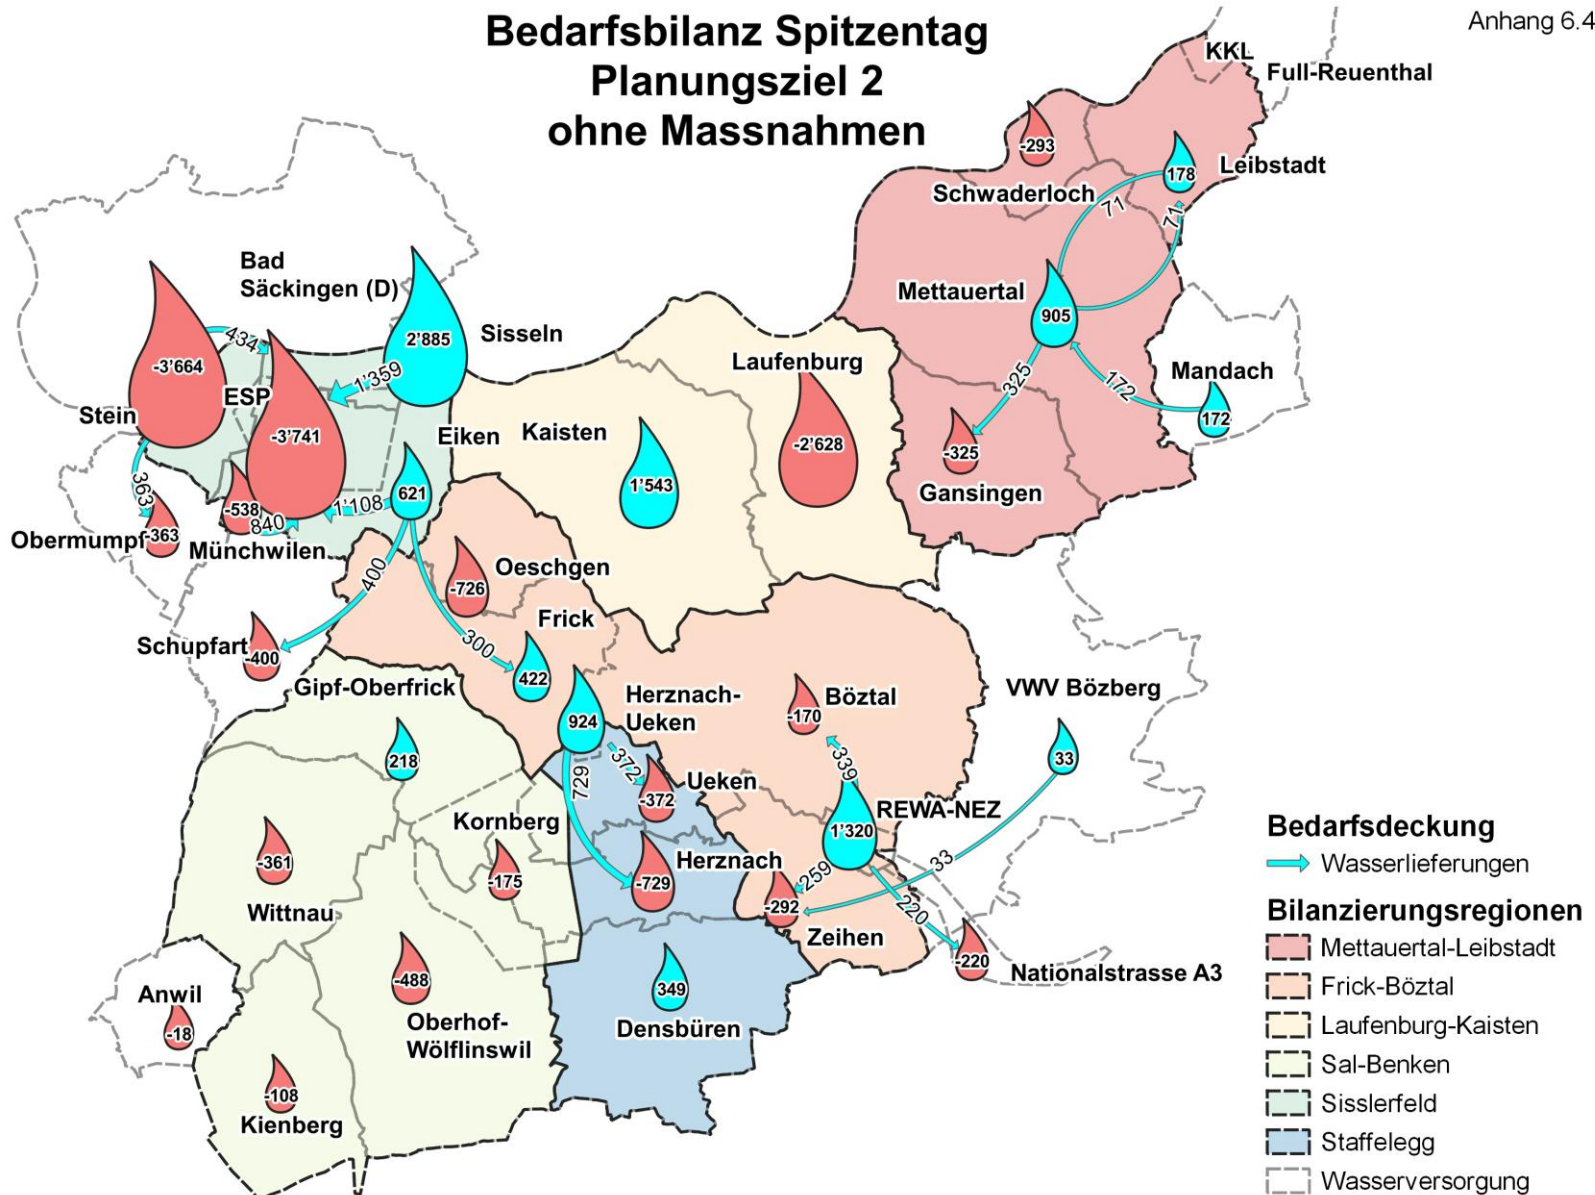 Bedarfsbilanz Spitzentag
Planungsziel 2
ohne Massnahmen
Anhang 6.4
KKL
Full-Reuenthal
-293
178
Leibstadt
Schwaderloch
71
71
Bad
Säckingen (D)
Mettauertal
905
2'885
Sisseln
434
-3'664
1'359
Laufenburg
325
172
Mandach
172
Stein
ESP
-3'741
Eiken
Kaisten
-2'628
-325
Gansingen
363
621
1'543
-538
840
1'108
-363
Obermumpf
Münchwilen
400
Oeschgen
-726
Frick
300
Schupfart
-400
422
Gipf-Oberfrick
Herznach-
Ueken
924
Böztal
-170
VWV Bözberg
33
218
729
372
339
Ueken
-372
REWA-NEZ
1'320
Kornberg
-361
-175
Herznach
-729
259
33
-292
220
Wittnau
Zeihen
-220
Nationalstrasse A3
-488
349
Anwil
-18
Oberhof-
Wölflinswil
Densbüren
-108
Kienberg
Bedarfsdeckung
Wasserlieferungen
Bilanzierungsregionen
Mettauertal-Leibstadt
Frick-Böztal
Laufenburg-Kaisten
Sal-Benken
Sisslerfeld
Staffelegg
Wasserversorgung